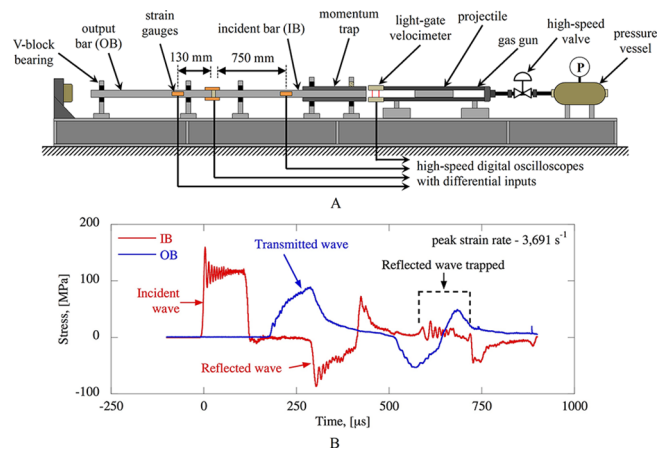 V-block
bearing
output
bar (OB)
strain
gauges
incident
bar (IB)
momentum
trap
light-gate
velocimeter
projectile
gas gun
high-speed
valve
pressure
vessel
130 mm
750 mm
P
high-speed digital oscilloscopes
with differential inputs
A
200
100
0
-100
Stress, [MPa]
IB
OB
Transmitted wave
peak strain rate - 3,691 s⁻¹
Reflected wave trapped
Incident
wave
Reflected wave
-250
0
250
500
750
1000
Time, [μs]
B